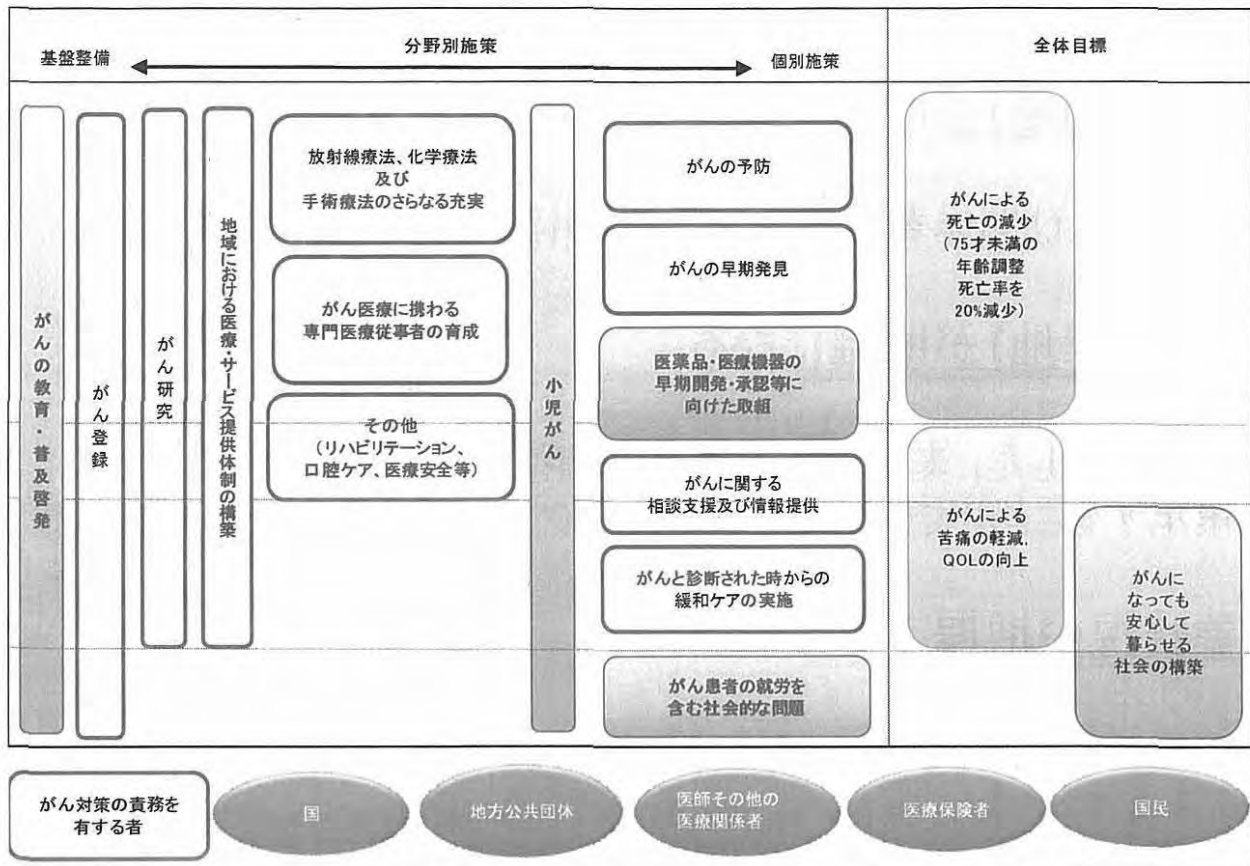 分野別施策
全体目標
基盤整備
個別施策
がんの教育・普及啓発
がん登録
がん研究
地域における医療・サービス提供体制の構築
放射線療法、化学療法
及び
手術療法のさらなる充実
がん医療に携わる
専門医療従事者の育成
その他
(リハビリテーション、
口腔ケア、医療安全等)
小児がん
がんの予防
がんの早期発見
医薬品・医療機器の
早期開発・承認等に
向けた取組
がんに関する
相談支援及び情報提供
がんと診断された時からの
緩和ケアの実施
がん患者の就労を
含む社会的な問題
がんによる
死亡の減少
(75才未満の
年齢調整
死亡率を
20%減少)
がんによる
苦痛の軽減、
QOLの向上
がんに
なっても
安心して
暮らせる
社会の構築
がん対策の責務を
有する者
国
地方公共団体
医師その他の
医療関係者
医療保険者
国民